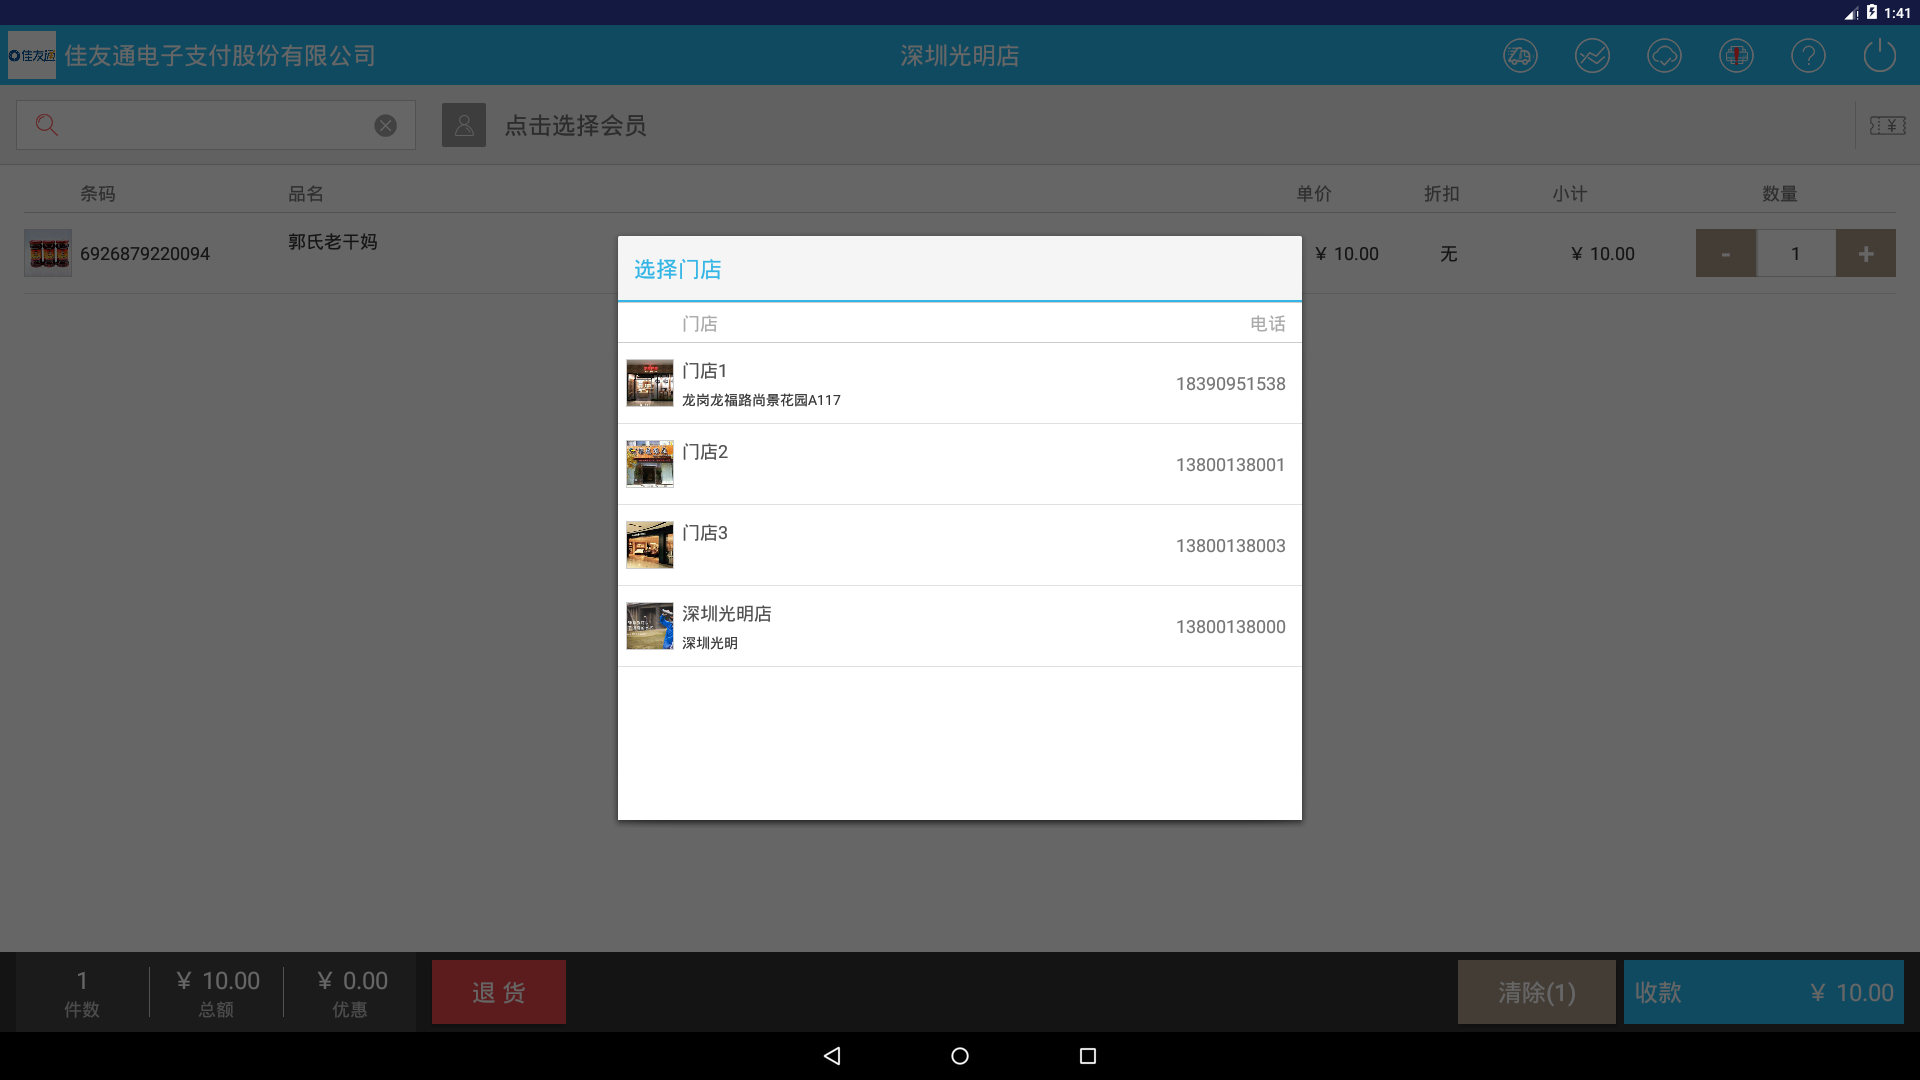 1:41
佳友通
佳友通电子支付股份有限公司
深圳光明店
点击选择会员
条码
品名
单价
折扣
小计
数量
6926879220094
郭氏老干妈
¥ 10.00
无
¥ 10.00
-
1
+
选择门店
门店
电话
门店1
龙岗龙福路尚景花园A117
18390951538
门店2
13800138001
门店3
13800138003
深圳光明店
深圳光明
13800138000
1
件数
¥ 10.00
总额
¥ 0.00
优惠
退 货
清除(1)
收款
¥ 10.00